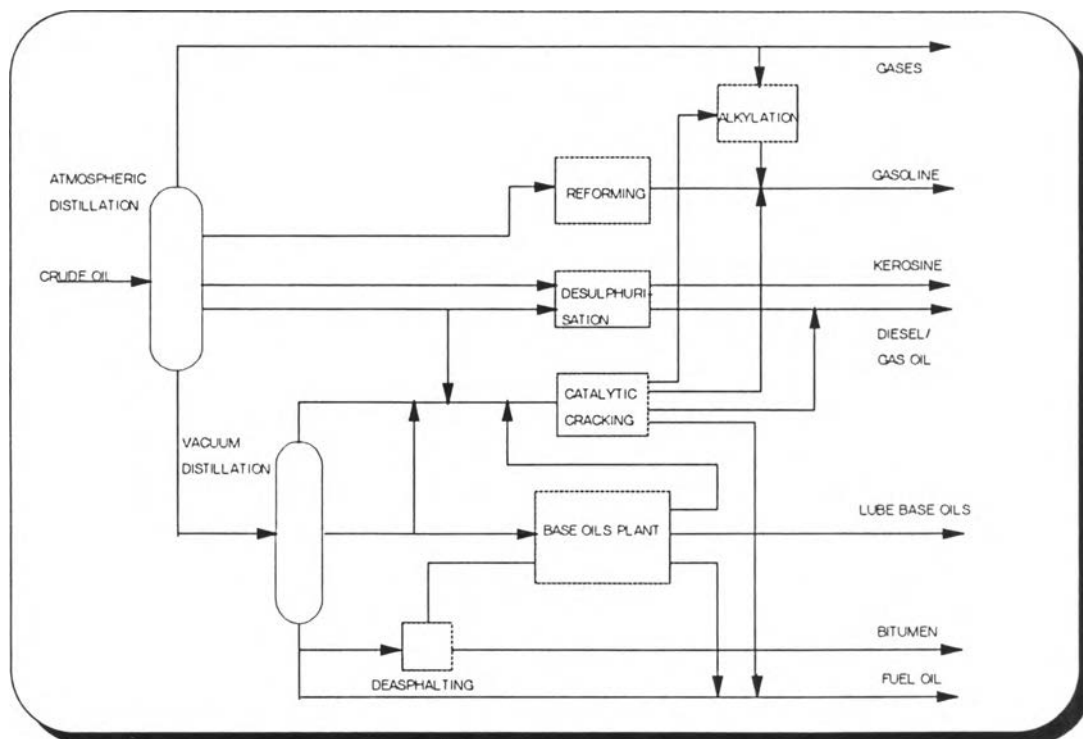 GASES
ALKYLATION
ATMOSPHERIC
DISTILLATION
REFORMING
GASOLINE
CRUDE OIL
DESULPHURI-
SATION
KEROSINE
DIESEL/
GAS OIL
CATALYTIC
CRACKING
VACUUM
DISTILLATION
BASE OILS PLANT
LUBE BASE OILS
BITUMEN
DEASPHALTING
FUEL OIL